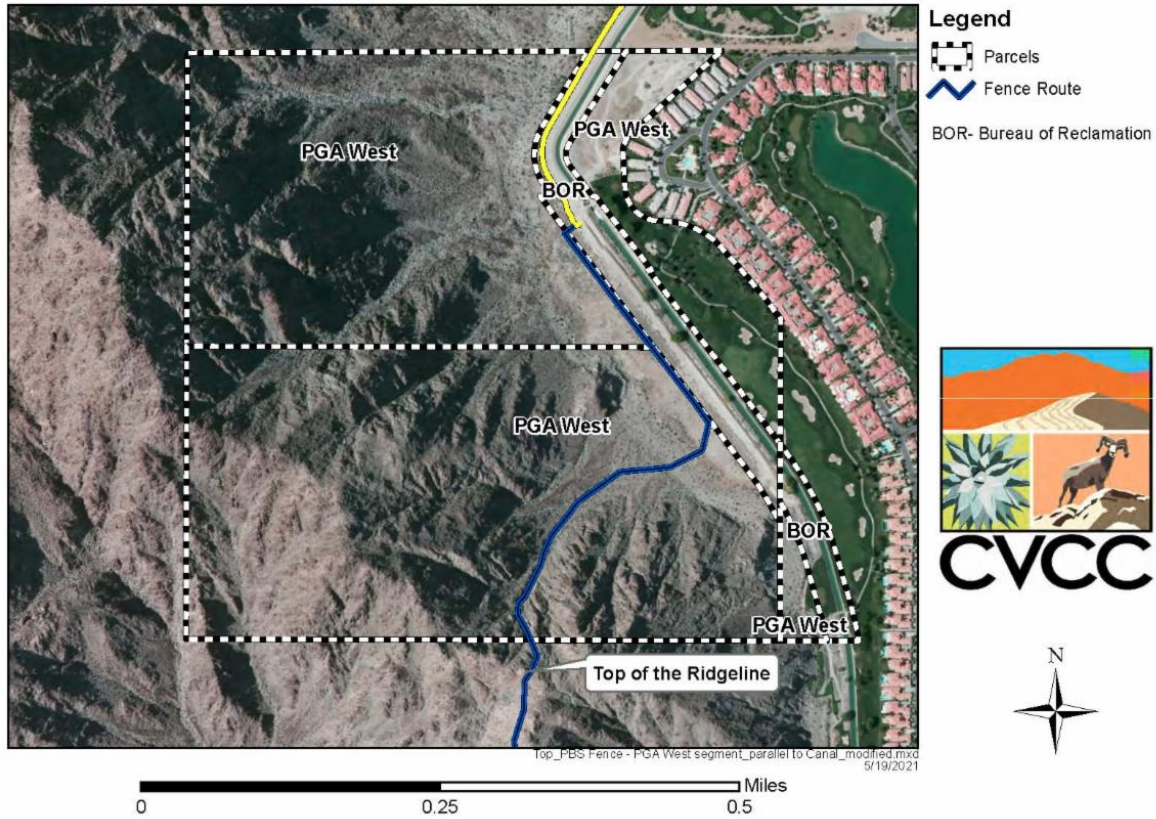 Legend
Parcels
Fence Route
BOR- Bureau of Reclamation
PGA West
PGA West
BOR
PGA West
BOR
PGA West
Top of the Ridgeline
CVCC
N
Top_PBS Fence - PGA West segment_parallel to Canal_modified.mxd
5/19/2021
Miles
0 0.25 0.5